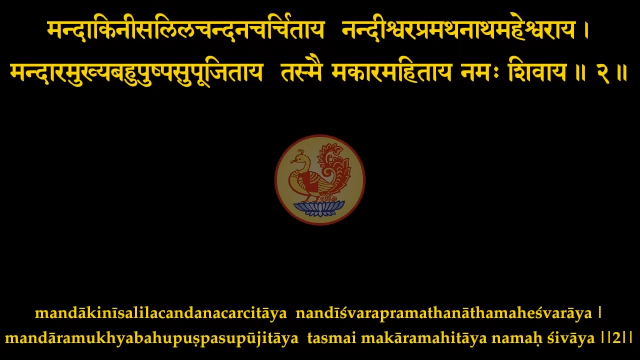 मन्दाकिनीसलिलचन्दनचर्चिताय  नन्दीश्वरप्रमथनाथमहेश्वराय ।
मन्दारमुख्यबहुपुष्पसुपूजिताय  तस्मै मकारमहिताय नमः शिवाय ॥ २ ॥
mandākinīsalilacandanacarcitāya  nandīśvarapramathanāthamaheśvarāya |
mandāramukhyabahupuṣpasupūjitāya  tasmai makāramahitāya namaḥ śivāya ||2||